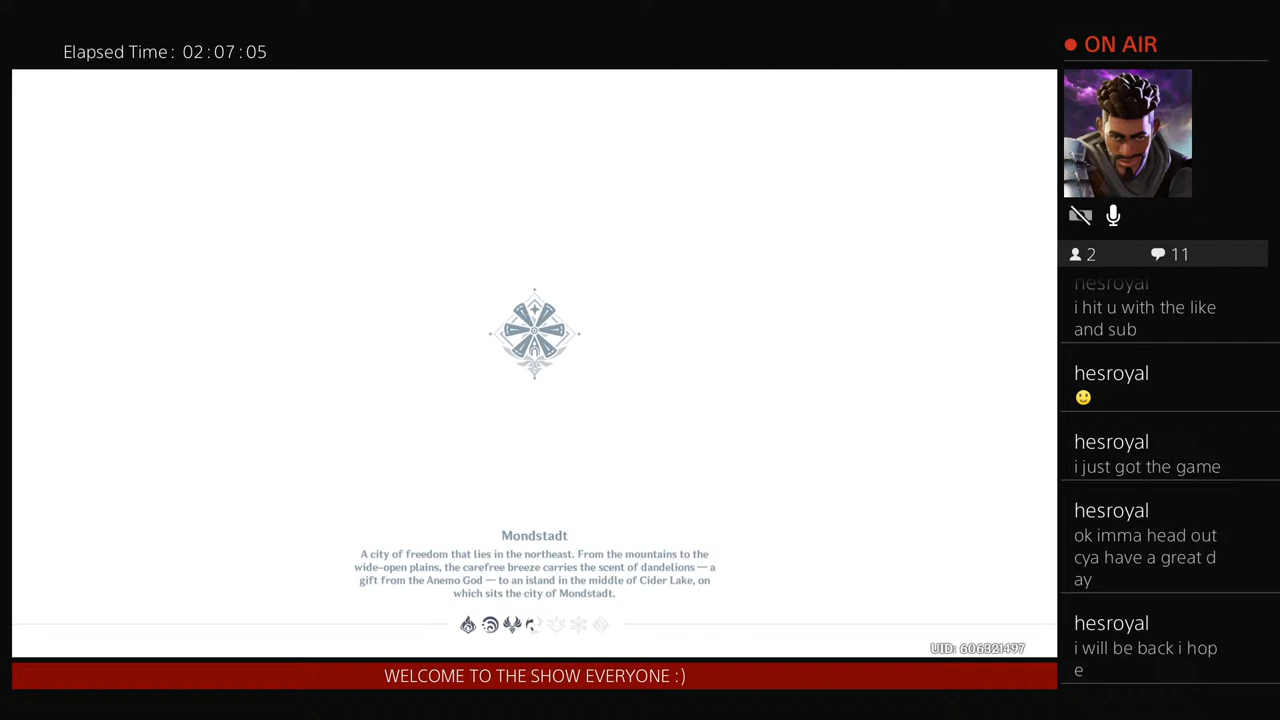 Elapsed Time: 02:07:05
ON AIR
2
11
hesroyal
i hit u with the like
and sub
hesroyal
hesroyal
i just got the game
hesroyal
ok imma head out
cya have a great d
ay
hesroyal
i will be back i hop
e
Mondstadt
A city of freedom that lies in the northeast. From the mountains to the
wide-open plains, the carefree breeze carries the scent of dandelions — a
gift from the Anemo God — to an island in the middle of Cider Lake, on
which sits the city of Mondstadt.
UID: 606321497
WELCOME TO THE SHOW EVERYONE :)